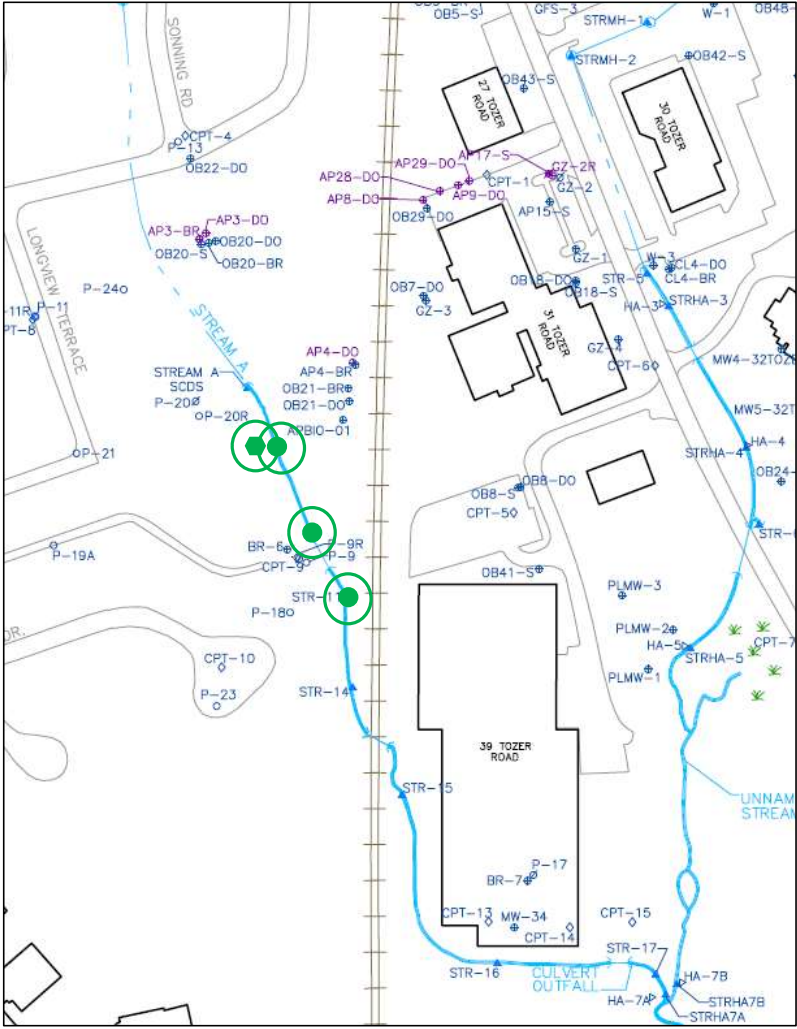 OB5-S
GFS-3
W-1
OB48-
STRMH-1
STRMH-2
OB42-S
SONNING RD
OB43-S
27 TOZER
ROAD
30 TOZER
ROAD
CPT-4
P-13
OB22-DO
AP17-S
AP29-DO
GZ-2R
AP28-DO
CPT-1
GZ-2
AP8-DO
AP9-DO
OB29-DO
AP15-S
AP3-DO
AP3-BR
OB20-DO
OB20-S
OB20-BR
GZ-1
W-3
CL4-DO
STR-5
CL4-BR
LONGVIEW TERRACE
P-24
OB7-DO
GZ-3
OB18-DO
OB18-S
HA-3
STRHA-3
-11R
P-11
PT-8
STREAM A
31 TOZER
ROAD
GZ-4
CPT-6
MW4-32TOZE
AP4-DO
AP4-BR
STREAM A
SCDS
OB21-BR
P-20
OB21-DO
P-20R
APBIO-01
MW5-32T
HA-4
STRHA-4
P-21
OB8-DO
OB8-S
OB24-
CPT-5
STR-6
P-19A
BR-6
P-9R
P-9
CPT-9
OB41-S
STR-11
PLMW-3
P-18
PLMW-2
HA-5
CPT-7
STRHA-5
DR.
CPT-10
PLMW-1
P-23
STR-14
39 TOZER
ROAD
STR-15
UNNAM
STREAM
P-17
BR-7
CPT-13
MW-34
CPT-14
CPT-15
STR-17
STR-16
CULVERT
OUTFALL
HA-7B
HA-7A
STRHA7B
STRHA7A